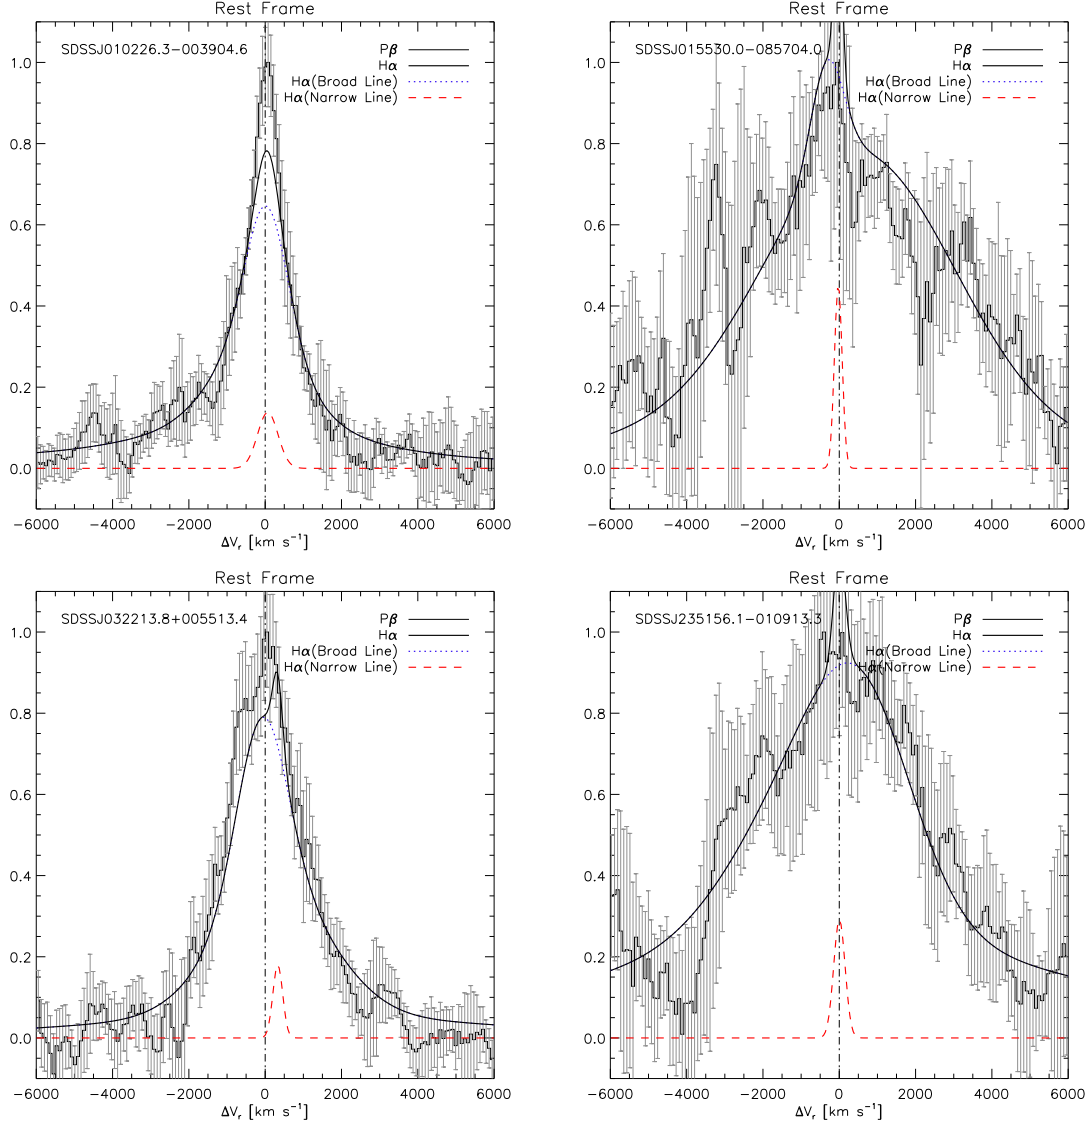 Rest Frame
SDSSJ010226.3−003904.6
Pβ
Hα
Hα(Broad Line)
Hα(Narrow Line)
1.0
0.8
0.6
0.4
0.2
0.0
−6000 −4000 −2000 0 2000 4000 6000
ΔVr [km s−1]
Rest Frame
SDSSJ015530.0−085704.0
Pβ
Hα
Hα(Broad Line)
Hα(Narrow Line)
1.0
0.8
0.6
0.4
0.2
0.0
−6000 −4000 −2000 0 2000 4000 6000
ΔVr [km s−1]
Rest Frame
SDSSJ032213.8+005513.4
Pβ
Hα
Hα(Broad Line)
Hα(Narrow Line)
1.0
0.8
0.6
0.4
0.2
0.0
−6000 −4000 −2000 0 2000 4000 6000
ΔVr [km s−1]
Rest Frame
SDSSJ235156.1−010913.3
Pβ
Hα
Hα(Broad Line)
Hα(Narrow Line)
1.0
0.8
0.6
0.4
0.2
0.0
−6000 −4000 −2000 0 2000 4000 6000
ΔVr [km s−1]